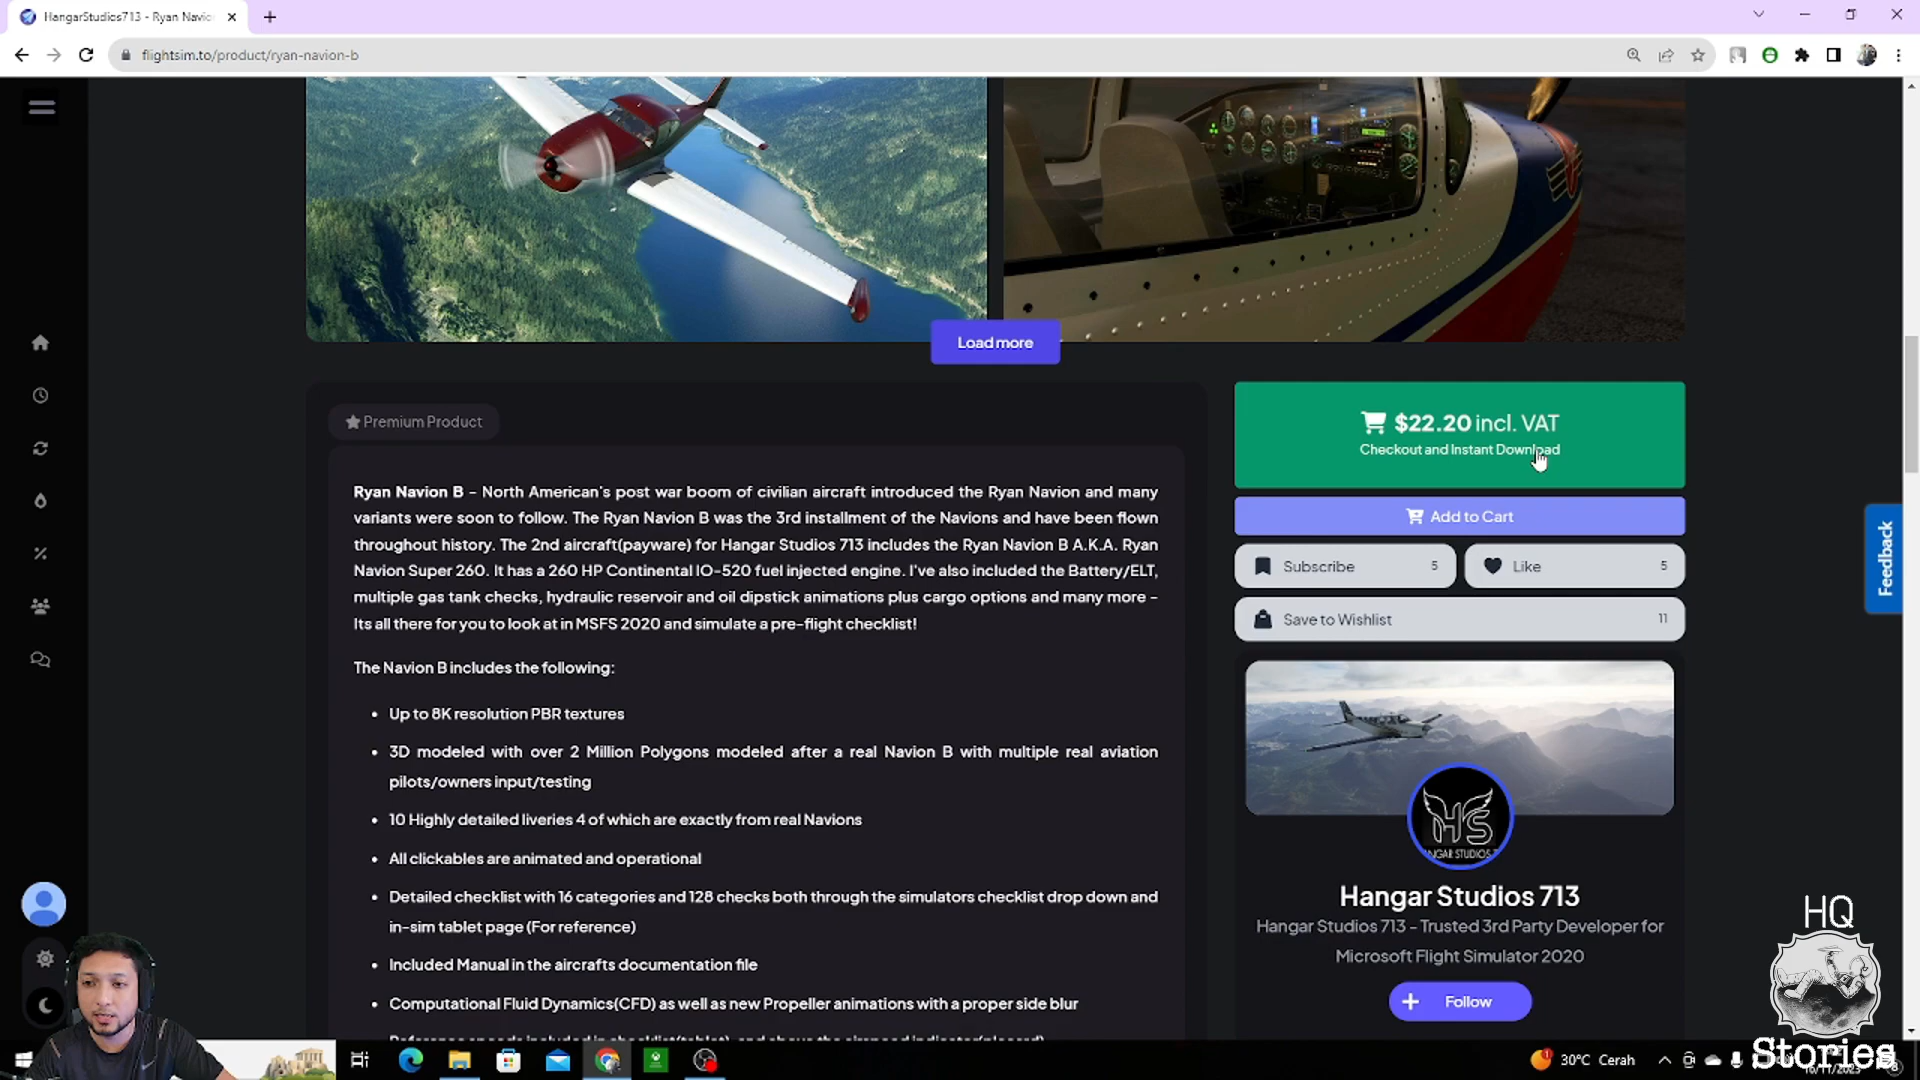 HangarStudios713 - Ryan Navio
flightsim.to/product/ryan-navion-b
Load more
Premium Product
$22.20 incl. VAT
Checkout and Instant Download
Add to Cart
Subscribe 5
Like 5
Save to Wishlist 11
Feedback
Ryan Navion B - North American's post war boom of civilian aircraft introduced the Ryan Navion and many
variants were soon to follow. The Ryan Navion B was the 3rd installment of the Navions and have been flown
throughout history. The 2nd aircraft(payware) for Hangar Studios 713 includes the Ryan Navion B A.K.A. Ryan
Navion Super 260. It has a 260 HP Continental IO-520 fuel injected engine. I've also included the Battery/ELT,
multiple gas tank checks, hydraulic reservoir and oil dipstick animations plus cargo options and many more -
Its all there for you to look at in MSFS 2020 and simulate a pre-flight checklist!
The Navion B includes the following:
• Up to 8K resolution PBR textures
• 3D modeled with over 2 Million Polygons modeled after a real Navion B with multiple real aviation
pilots/owners input/testing
• 10 Highly detailed liveries 4 of which are exactly from real Navions
• All clickables are animated and operational
• Detailed checklist with 16 categories and 128 checks both through the simulators checklist drop down and
in-sim tablet page (For reference)
• Included Manual in the aircrafts documentation file
• Computational Fluid Dynamics(CFD) as well as new Propeller animations with a proper side blur
HS
Hangar Studios 713
Hangar Studios 713 - Trusted 3rd Party Developer for
Microsoft Flight Simulator 2020
+ Follow
HQ
Stories
30°C Cerah